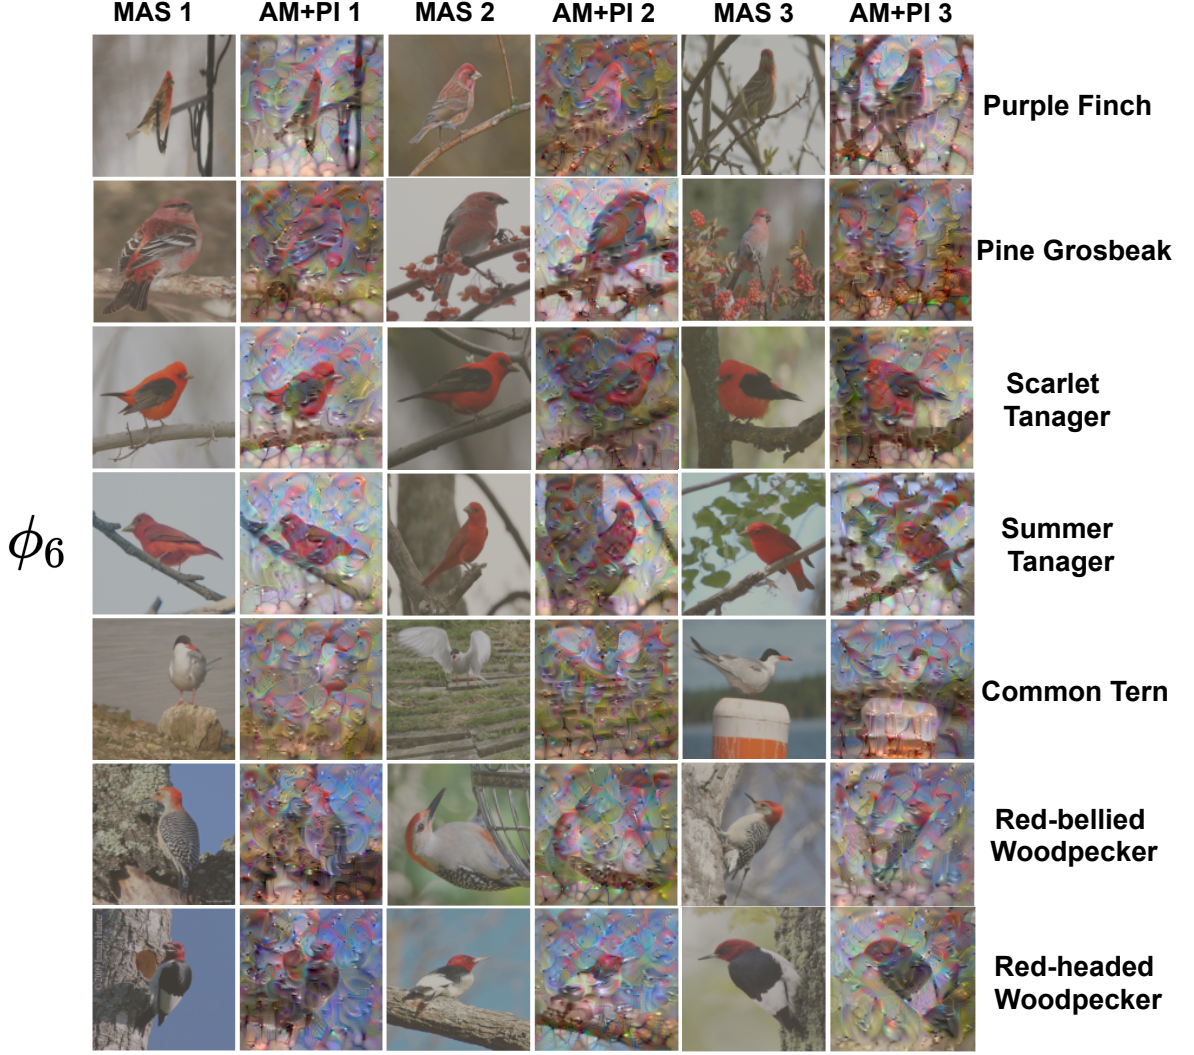 MAS 1 AM+PI 1 MAS 2 AM+PI 2 MAS 3 AM+PI 3
Purple Finch
Pine Grosbeak
Scarlet
Tanager
ϕ₆
Summer
Tanager
Common Tern
Red-bellied
Woodpecker
Red-headed
Woodpecker